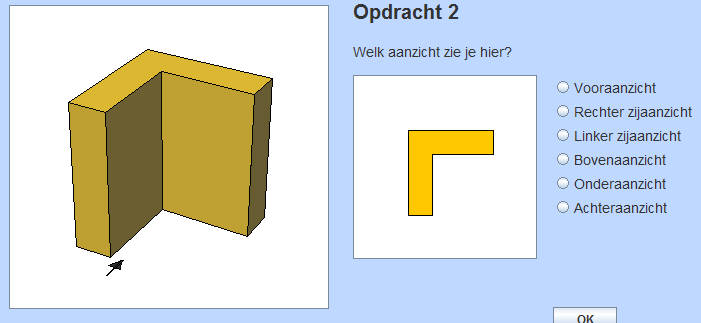 Opdracht 2
Welk aanzicht zie je hier?
Vooraanzicht
Rechter zijaanzicht
Linker zijaanzicht
Bovenaanzicht
Onderaanzicht
Achteraanzicht
OK